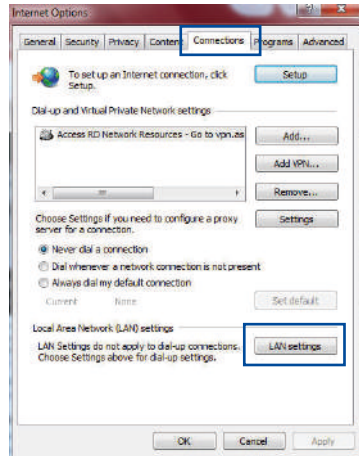 Internet Options
General Security Privacy Content Connections Programs Advanced
To set up an Internet connection, click
Setup.
Setup
Dial-up and Virtual Private Network settings
Access RD Network Resources - Go to vpn.as
Add...
Add VPN...
Remove...
Choose Settings if you need to configure a proxy
server for a connection.
Settings
Never dial a connection
Dial whenever a network connection is not present
Always dial my default connection
Current None
Set default
Local Area Network (LAN) settings
LAN Settings do not apply to dial-up connections.
Choose Settings above for dial-up settings.
LAN settings
OK Cancel Apply